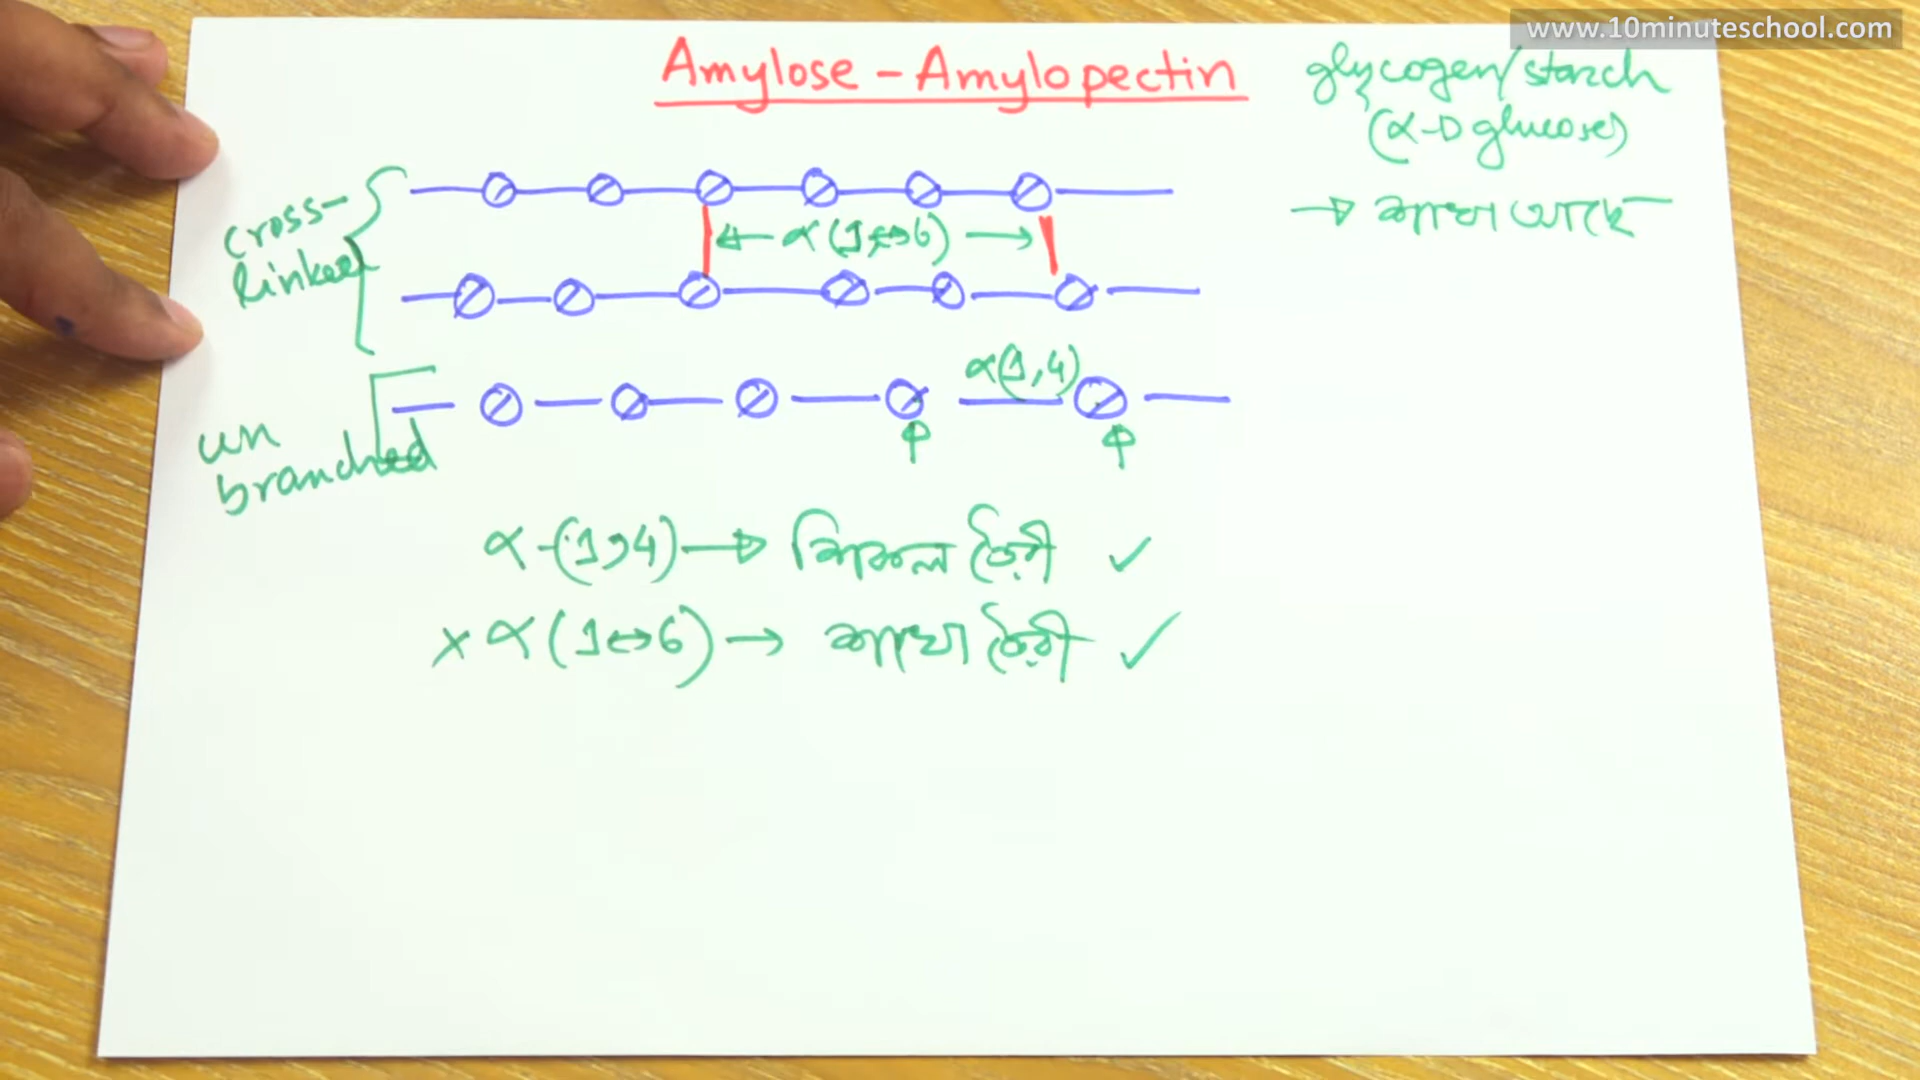 www.10minuteschool.com
Amylose - Amylopectin
glycogen/starch
(α-D glucose)
→ শাখা থাকে
cross-
linked
α(1↔6)
α(1,4)
un
branched
α-(1,4) → শিকল তৈরী ✓
x α(1↔6) → শাখা তৈরী ✓